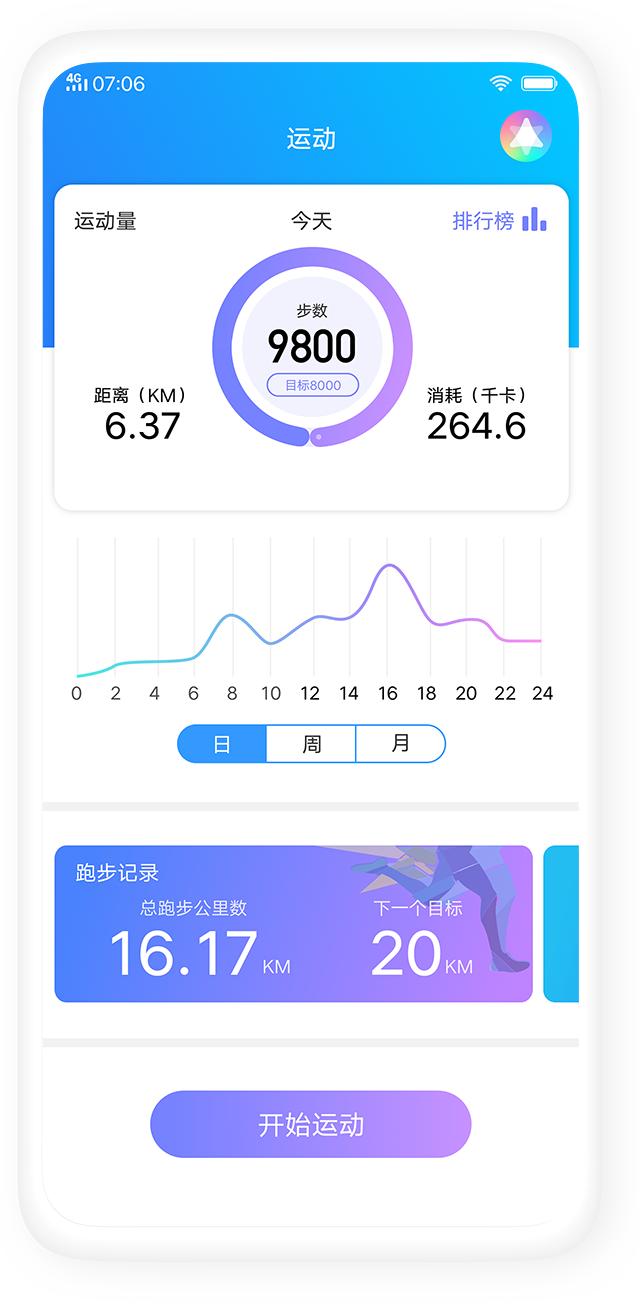 4G 07:06
运动
运动量 今天 排行榜
步数
9800
目标8000
距离（KM） 消耗（千卡）
6.37 264.6
0 2 4 6 8 10 12 14 16 18 20 22 24
日 周 月
跑步记录
总跑步公里数 下一个目标
16.17 KM 20 KM
开始运动